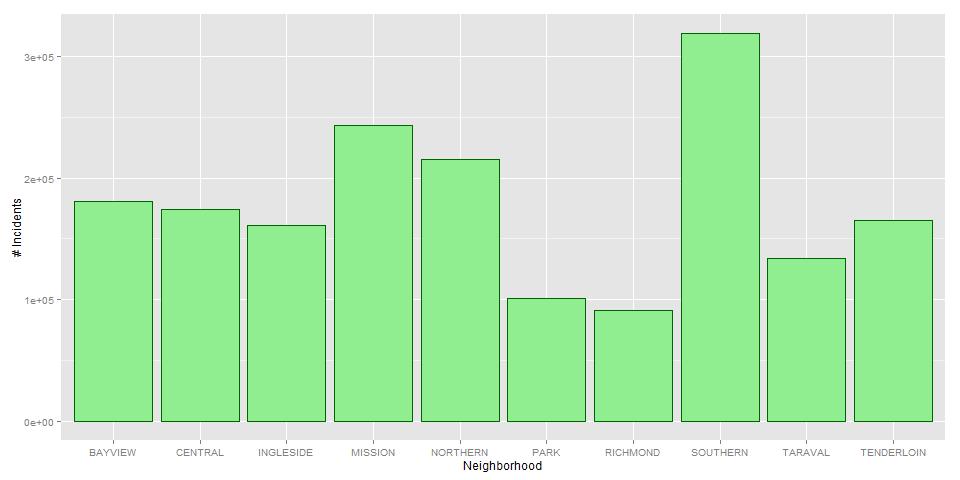 3e+05
2e+05
1e+05
0e+00
# Incidents
BAYVIEW CENTRAL INGLESIDE MISSION NORTHERN PARK RICHMOND SOUTHERN TARAVAL TENDERLOIN
Neighborhood